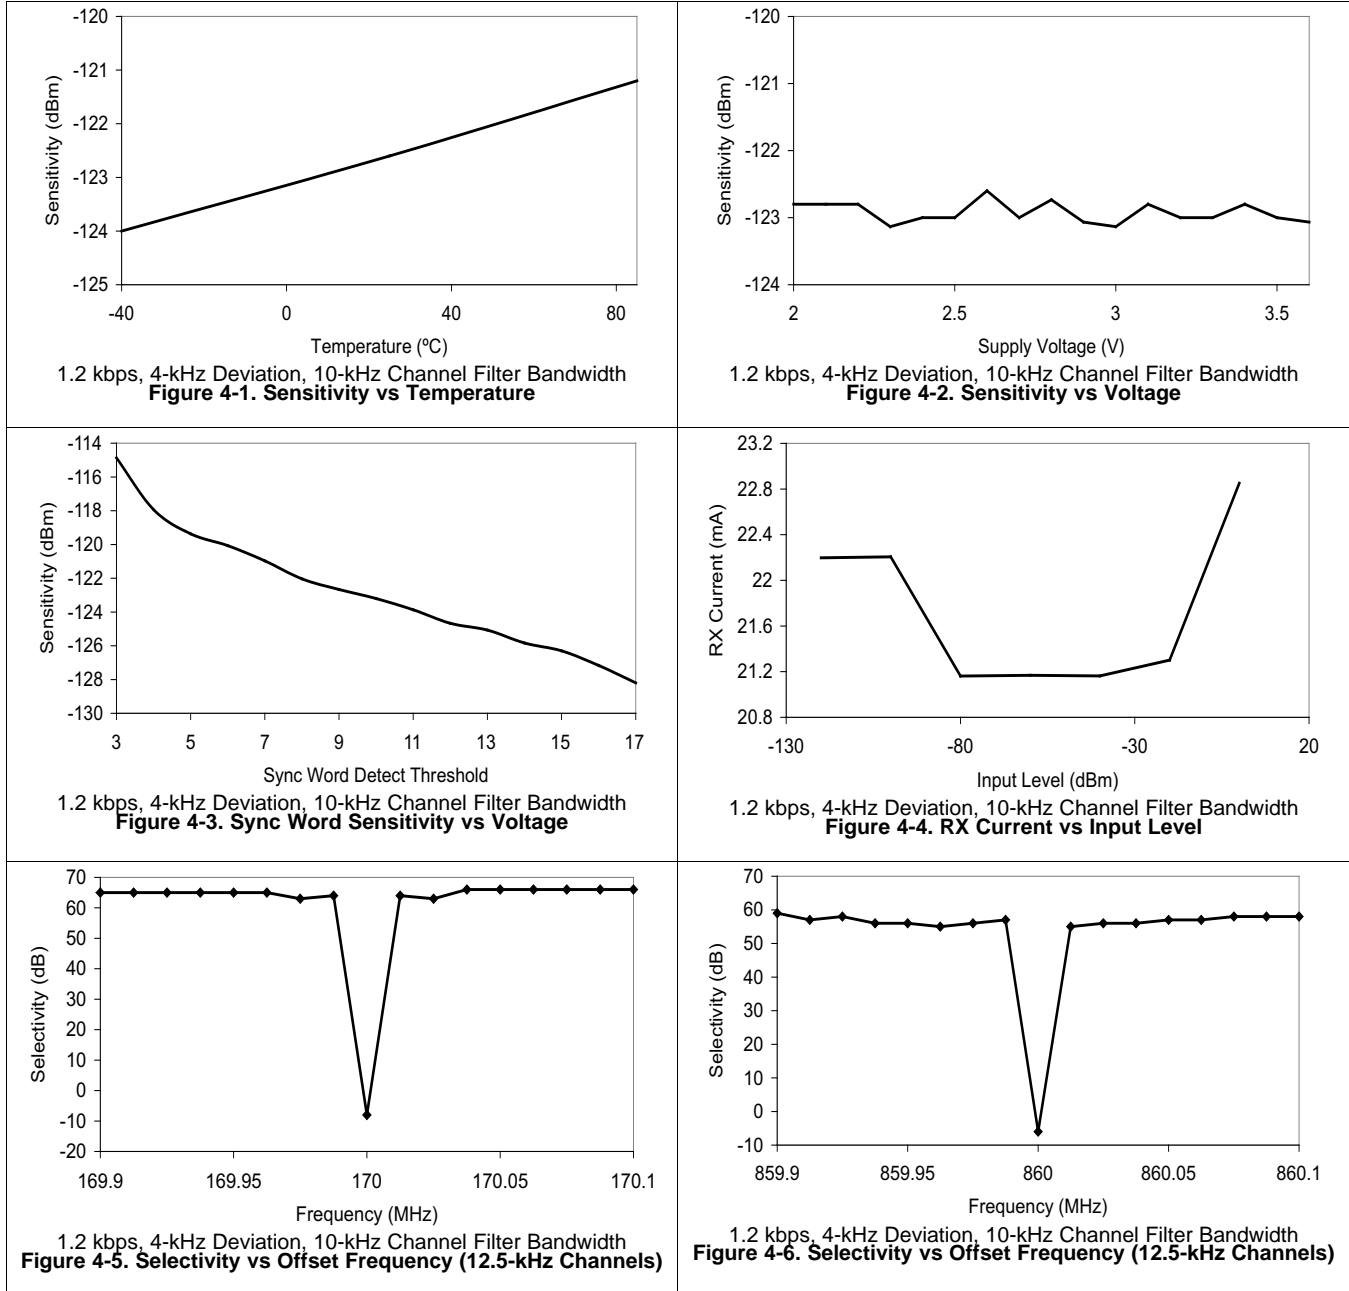 -120
-121
-122
-123
-124
-125
Sensitivity (dBm)
-40 0 40 80
Temperature (ºC)
1.2 kbps, 4-kHz Deviation, 10-kHz Channel Filter Bandwidth
Figure 4-1. Sensitivity vs Temperature
-120
-121
-122
-123
-124
Sensitivity (dBm)
2 2.5 3 3.5
Supply Voltage (V)
1.2 kbps, 4-kHz Deviation, 10-kHz Channel Filter Bandwidth
Figure 4-2. Sensitivity vs Voltage
-114
-116
-118
-120
-122
-124
-126
-128
-130
Sensitivity (dBm)
3 5 7 9 11 13 15 17
Sync Word Detect Threshold
1.2 kbps, 4-kHz Deviation, 10-kHz Channel Filter Bandwidth
Figure 4-3. Sync Word Sensitivity vs Voltage
23.2
22.8
22.4
22
21.6
21.2
20.8
RX Current (mA)
-130 -80 -30 20
Input Level (dBm)
1.2 kbps, 4-kHz Deviation, 10-kHz Channel Filter Bandwidth
Figure 4-4. RX Current vs Input Level
70
60
50
40
30
20
10
0
-10
-20
Selectivity (dB)
169.9 169.95 170 170.05 170.1
Frequency (MHz)
1.2 kbps, 4-kHz Deviation, 10-kHz Channel Filter Bandwidth
Figure 4-5. Selectivity vs Offset Frequency (12.5-kHz Channels)
70
60
50
40
30
20
10
0
-10
Selectivity (dB)
859.9 859.95 860 860.05 860.1
Frequency (MHz)
1.2 kbps, 4-kHz Deviation, 10-kHz Channel Filter Bandwidth
Figure 4-6. Selectivity vs Offset Frequency (12.5-kHz Channels)